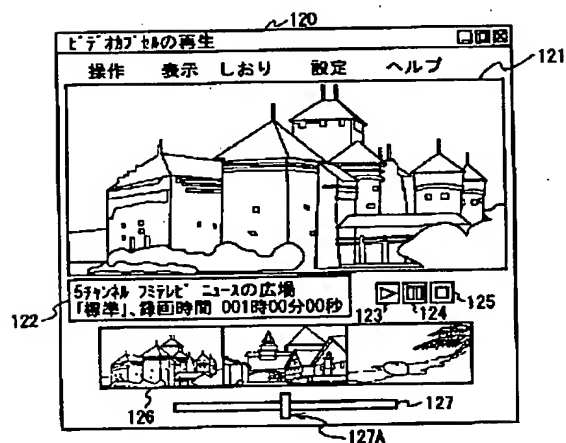 120
ビデオカプセルの再生
操作 表示 しおり 設定 ヘルプ
121
5チャンネル フミテレビ ニュースの広場
「標準」、録画時間 001時間00分00秒
122
123
124
125
126
127
127A